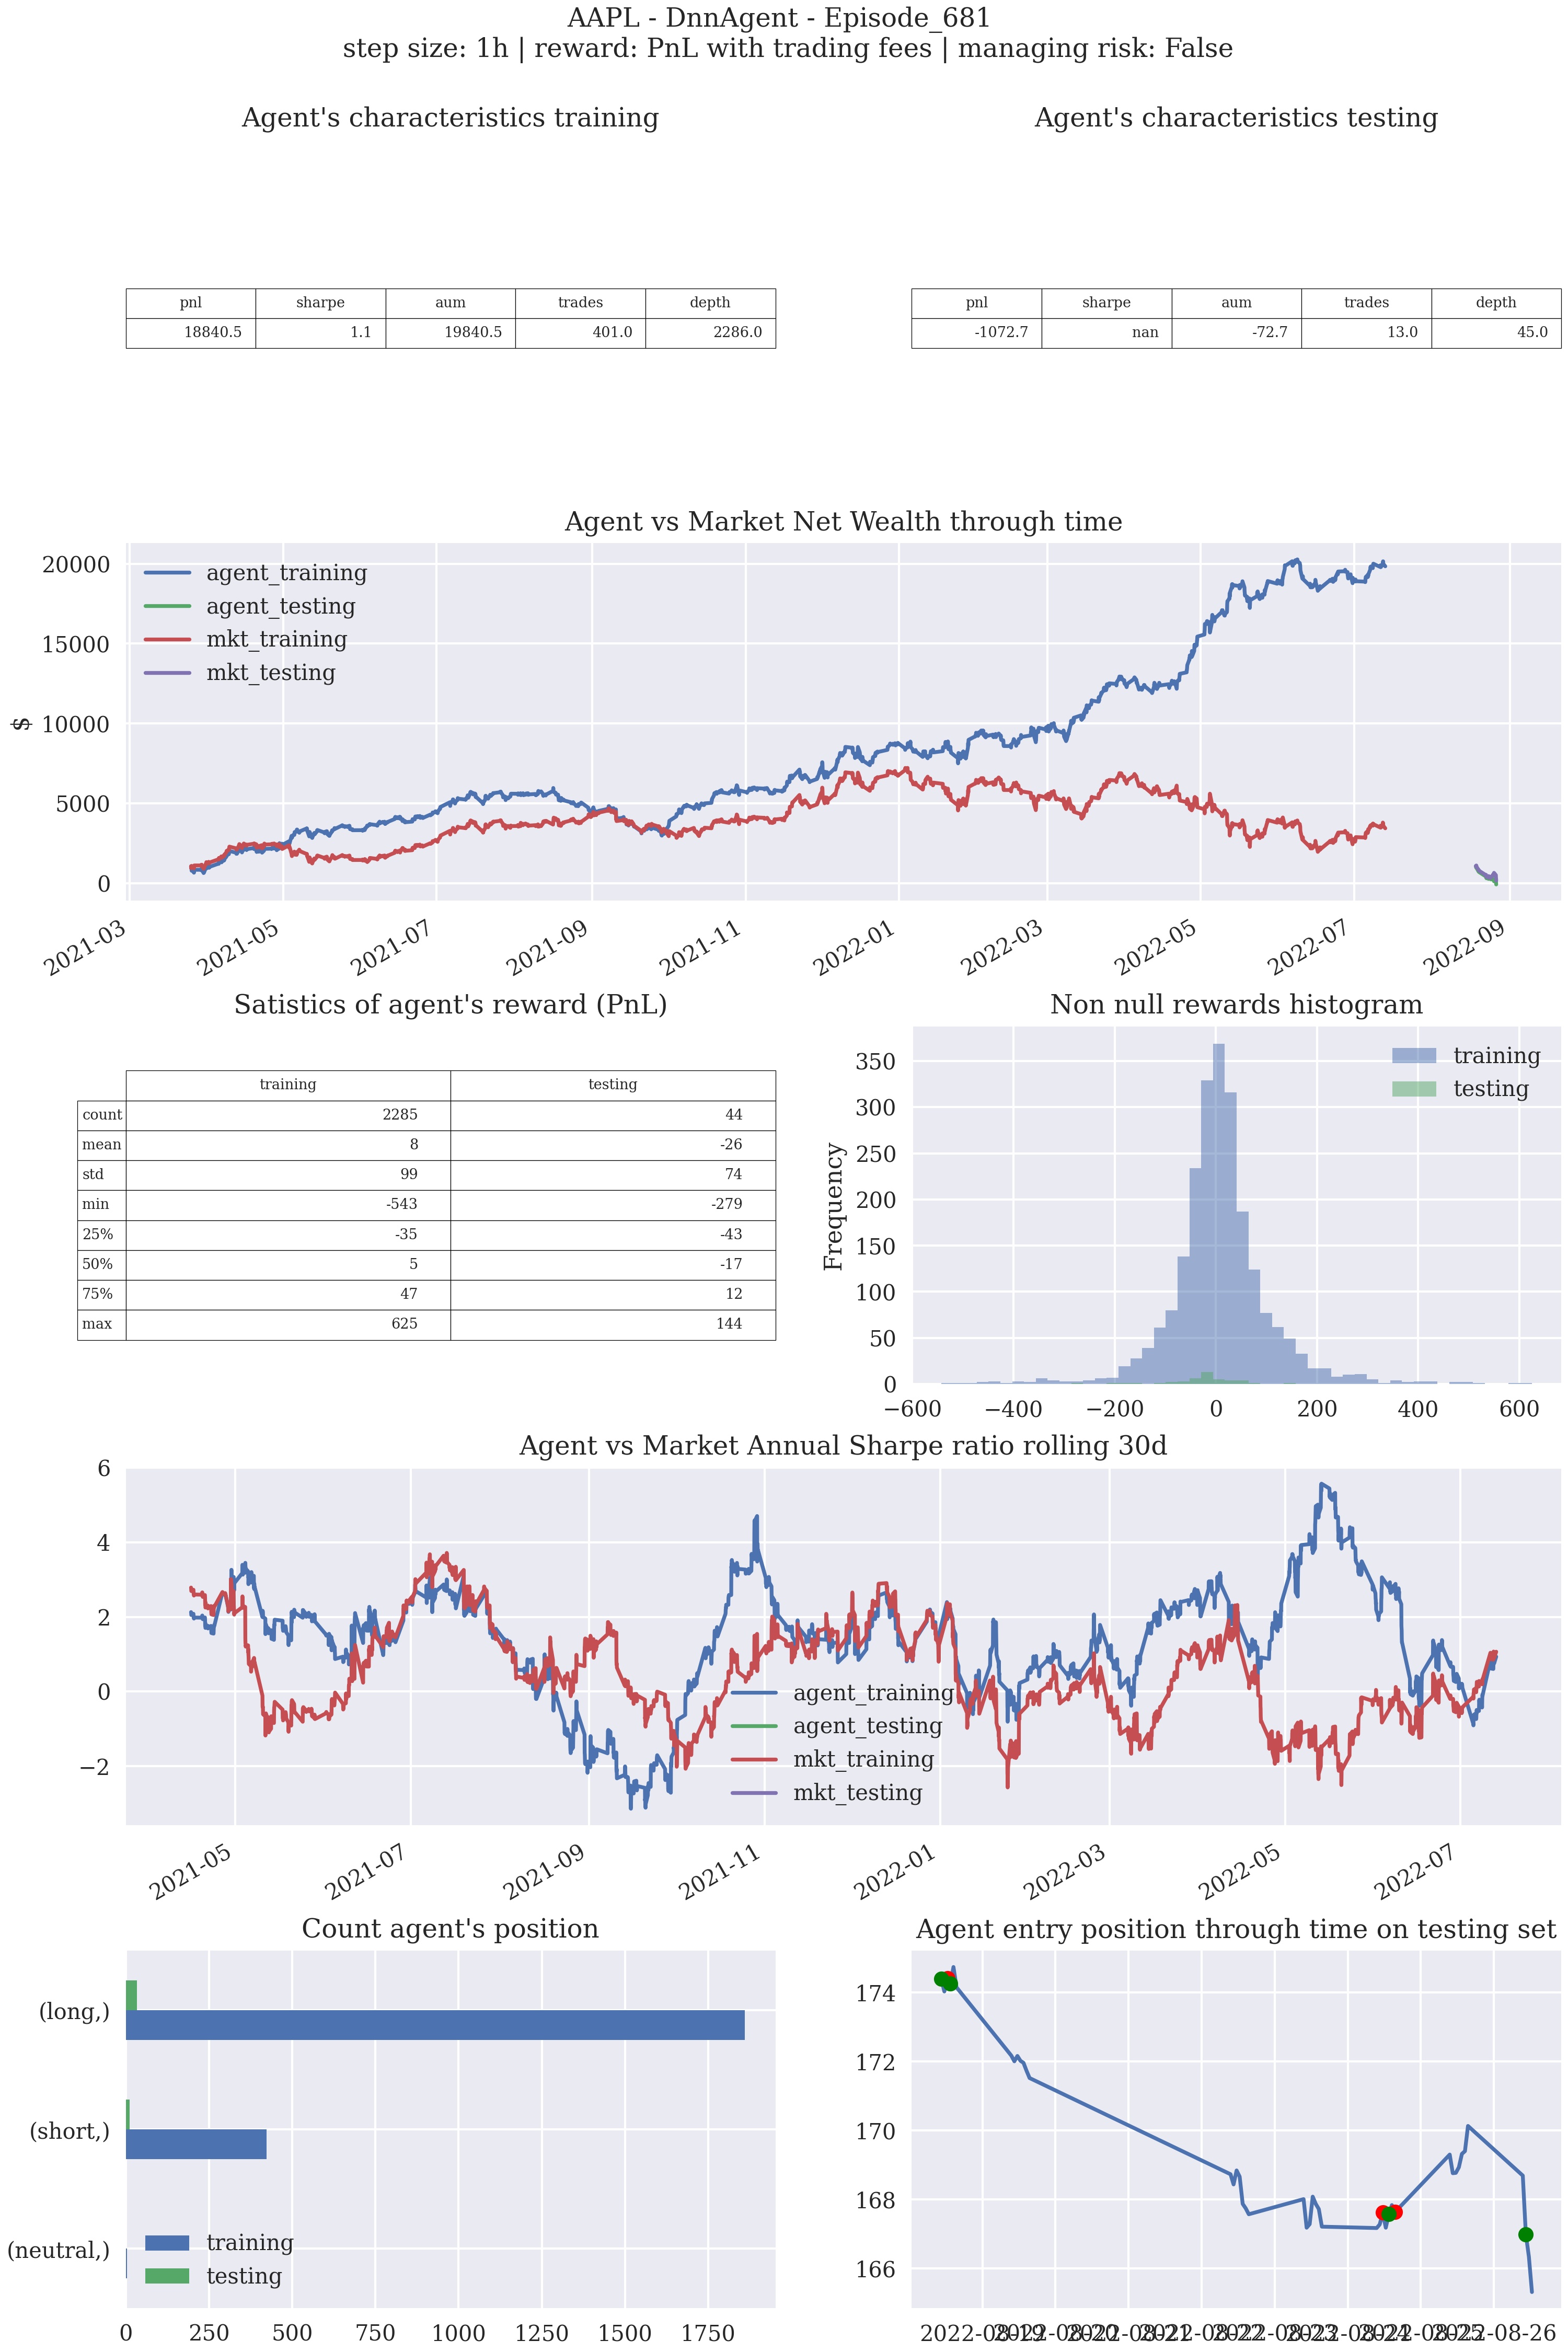 AAPL - DnnAgent - Episode_681
step size: 1h | reward: PnL with trading fees | managing risk: False
Agent's characteristics training
Agent's characteristics testing
pnl sharpe aum trades depth
18840.5 1.1 19840.5 401.0 2286.0
pnl sharpe aum trades depth
-1072.7 nan -72.7 13.0 45.0
Agent vs Market Net Wealth through time
20000
15000
10000
5000
0
$
agent_training
agent_testing
mkt_training
mkt_testing
2021-03 2021-05 2021-07 2021-09 2021-11 2022-01 2022-03 2022-05 2022-07 2022-09
Satistics of agent's reward (PnL)
training testing
count 2285 44
mean 8 -26
std 99 74
min -543 -279
25% -35 -43
50% 5 -17
75% 47 12
max 625 144
Non null rewards histogram
training
testing
Frequency
350
300
250
200
150
100
50
0
−600 −400 −200 0 200 400 600
Agent vs Market Annual Sharpe ratio rolling 30d
6
4
2
0
−2
agent_training
agent_testing
mkt_training
mkt_testing
2021-05 2021-07 2021-09 2021-11 2022-01 2022-03 2022-05 2022-07
Count agent's position
(long,)
(short,)
(neutral,)
training
testing
0 250 500 750 1000 1250 1500 1750
Agent entry position through time on testing set
174
172
170
168
166